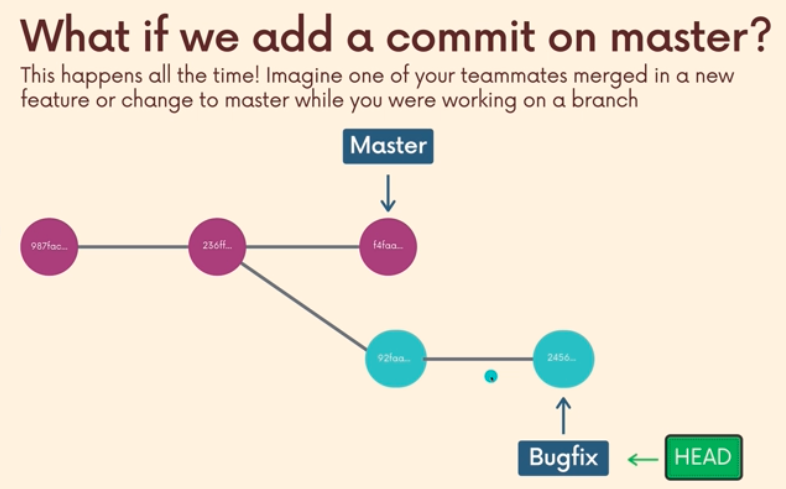 What if we add a commit on master?
This happens all the time! Imagine one of your teammates merged in a new
feature or change to master while you were working on a branch
Master
987fac...
236ff...
f4faa...
92faa...
2456...
Bugfix
HEAD